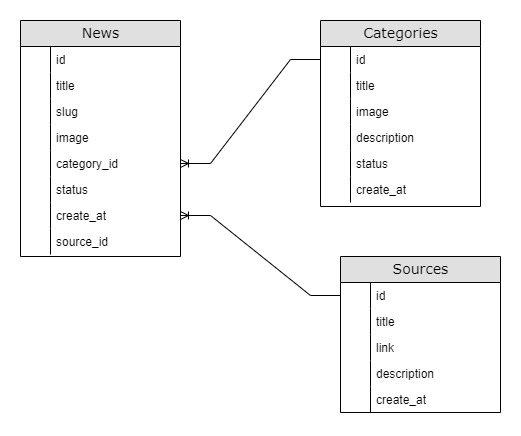 News
id
title
slug
image
category_id
status
create_at
source_id
Categories
id
title
image
description
status
create_at
Sources
id
title
link
description
create_at